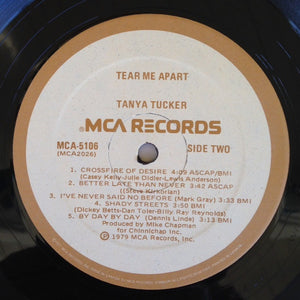 TEAR ME APART
TANYA TUCKER
MCA RECORDS
MCA-5106
(MCA2026)
SIDE TWO
1. CROSSFIRE OF DESIRE 4:09 ASCAP/BMI
(Casey Kelly-Julie Didier-Lewis Anderson)
2. BETTER LATE THAN NEVER 3:42 ASCAP
(Steve Kirkorian)
3. I'VE NEVER SAID NO BEFORE (Mark Gray) 3:33 BMI
4. SHADY STREETS 3:50 BMI
(Dickey Betts-Dan Toler-Billy Ray Reynolds)
5. BY DAY BY DAY (Dennis Linde) 3:13 BMI
Produced by Mike Chapman
for Chinnichap Inc.
© 1979 MCA Records, Inc.